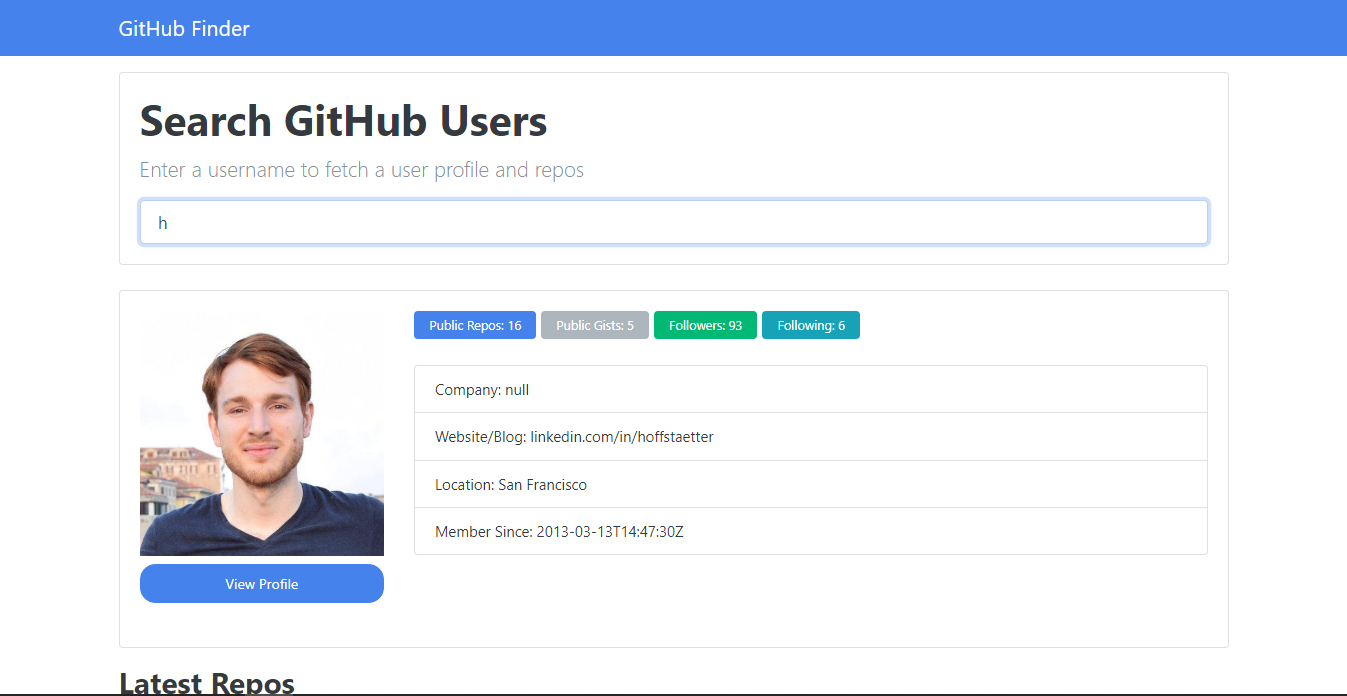 GitHub Finder
Search GitHub Users
Enter a username to fetch a user profile and repos
h
Public Repos: 16 Public Gists: 5 Followers: 93 Following: 6
Company: null
Website/Blog: linkedin.com/in/hoffstaetter
Location: San Francisco
Member Since: 2013-03-13T14:47:30Z
View Profile
Latest Repos